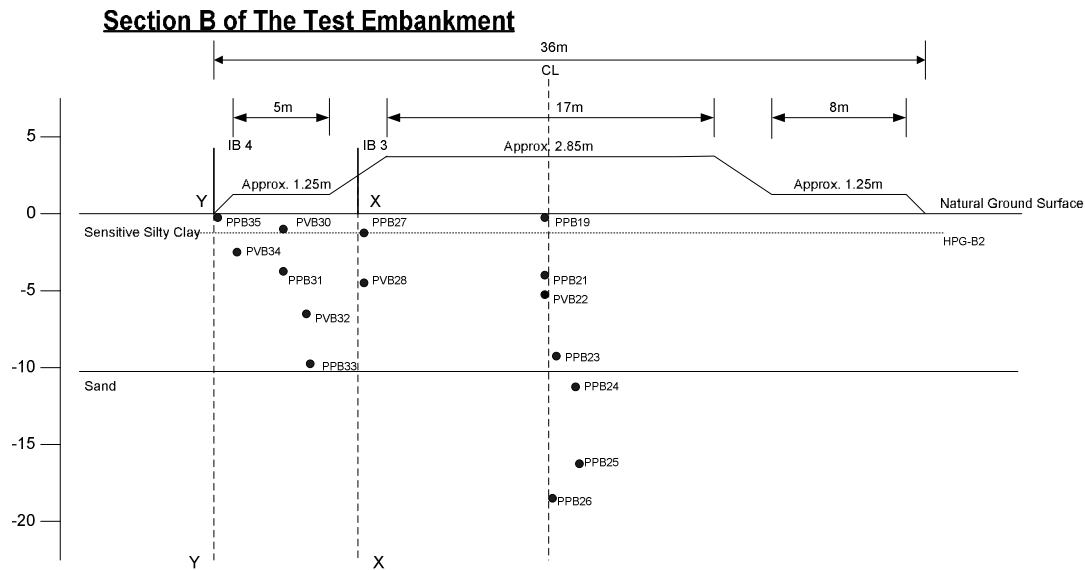 Section B of The Test Embankment
36m
CL
5m
17m
8m
5
IB 4
IB 3
Approx. 2.85m
Approx. 1.25m
Approx. 1.25m
Y
X
0
Natural Ground Surface
PPB35
PVB30
PPB27
PPB19
Sensitive Silty Clay
HPG-B2
PVB34
PPB31
PVB28
PPB21
-5
PVB22
PVB32
PPB23
PPB33
-10
Sand
PPB24
-15
PPB25
PPB26
-20
Y
X